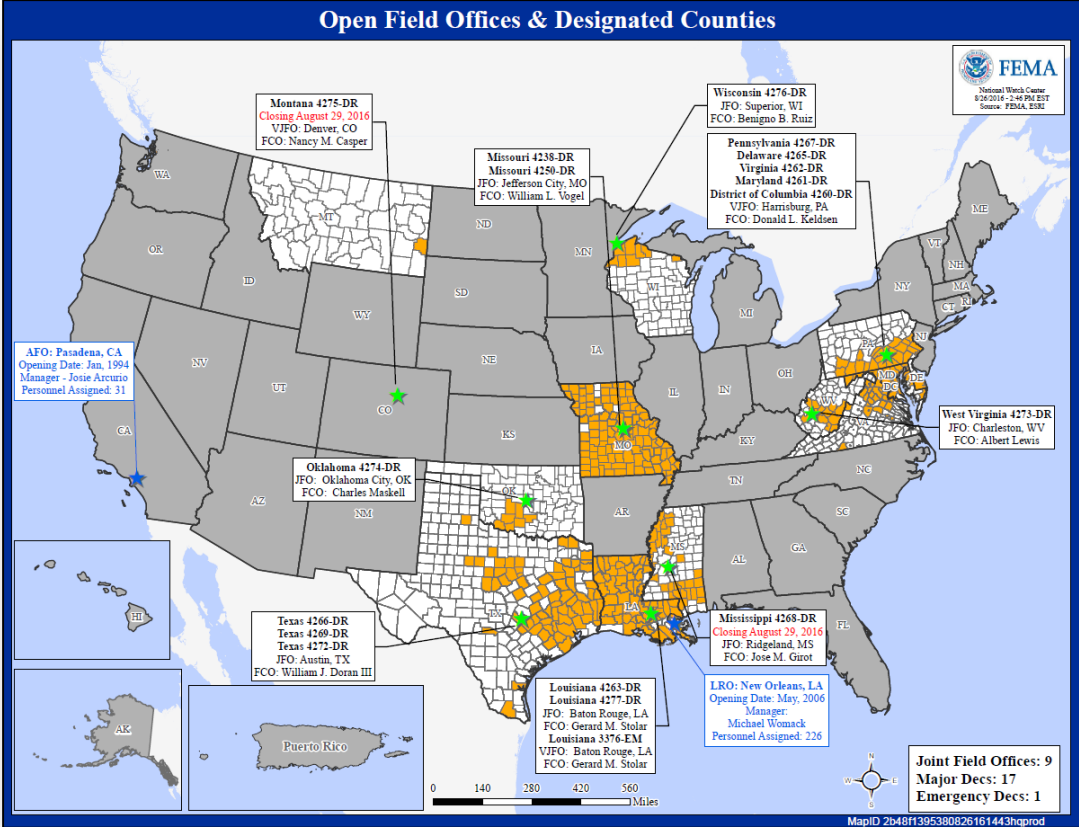 Open Field Offices & Designated Counties
FEMA
National Watch Center
8/26/2016 - 2:46 PM EST
Source: FEMA, ESRI
Montana 4275-DR
Closing August 29, 2016
VJFO: Denver, CO
FCO: Nancy M. Casper
Missouri 4238-DR
Missouri 4250-DR
JFO: Jefferson City, MO
FCO: William L. Vogel
Wisconsin 4276-DR
JFO: Superior, WI
FCO: Benigno B. Ruiz
Pennsylvania 4267-DR
Delaware 4265-DR
Virginia 4262-DR
Maryland 4261-DR
District of Columbia 4260-DR
VJFO: Harrisburg, PA
FCO: Donald L. Keldsen
WA
MT
ND
MN
ME
OR
ID
SD
WI
VT
NH
NY
MA
CT
RI
MI
WY
IA
NE
PA
NJ
AFO: Pasadena, CA
Opening Date: Jan, 1994
Manager - Josie Arcurio
Personnel Assigned: 31
NV
UT
CO
IL
IN
OH
MD
DE
DC
WV
VA
CA
KS
MO
KY
West Virginia 4273-DR
JFO: Charleston, WV
FCO: Albert Lewis
Oklahoma 4274-DR
JFO: Oklahoma City, OK
FCO: Charles Maskell
AZ
NM
OK
AR
TN
NC
SC
MS
AL
GA
TX
LA
FL
HI
Texas 4266-DR
Texas 4269-DR
Texas 4272-DR
JFO: Austin, TX
FCO: William J. Doran III
Mississippi 4268-DR
Closing August 29, 2016
JFO: Ridgeland, MS
FCO: Jose M. Girot
Louisiana 4263-DR
Louisiana 4277-DR
JFO: Baton Rouge, LA
FCO: Gerard M. Stolar
Louisiana 3376-EM
VJFO: Baton Rouge, LA
FCO: Gerard M. Stolar
LRO: New Orleans, LA
Opening Date: May, 2006
Manager:
Michael Womack
Personnel Assigned: 226
AK
Puerto Rico
0 140 280 420 560
Miles
N
W E
S
Joint Field Offices: 9
Major Decs: 17
Emergency Decs: 1
MapID 2b48f1395380826161443hqprod